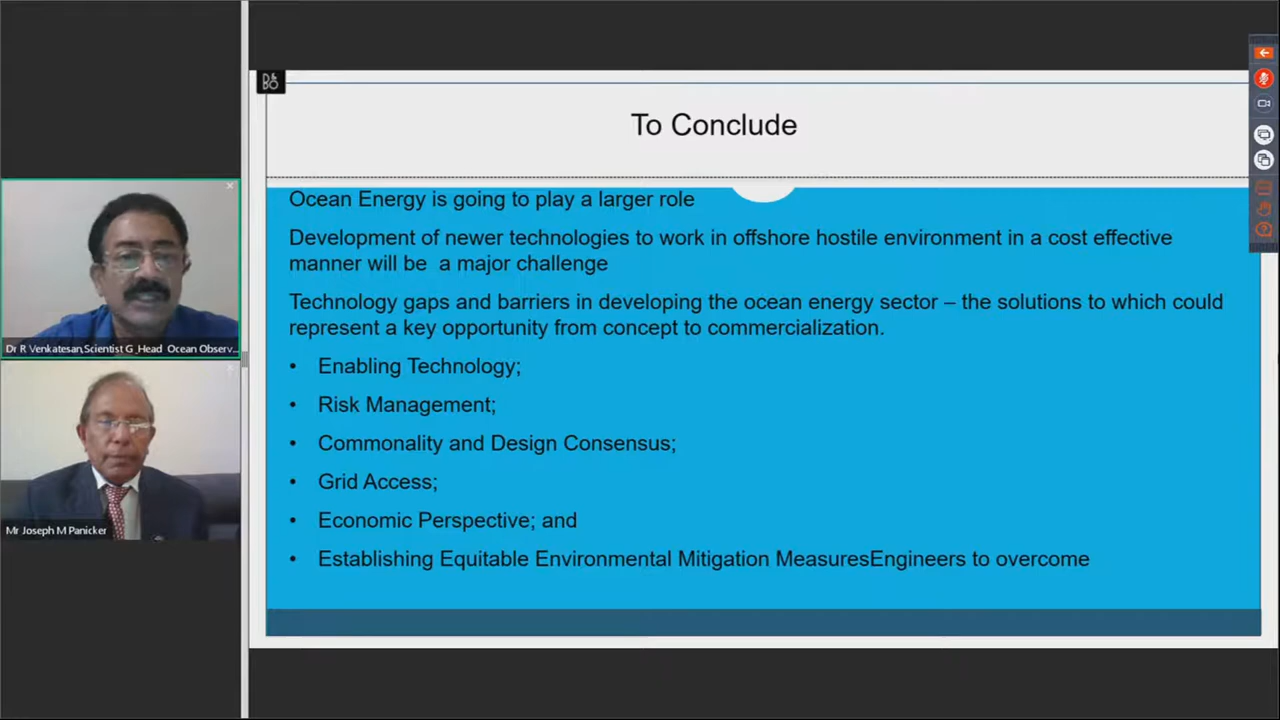 D&
BO
To Conclude
Ocean Energy is going to play a larger role
Development of newer technologies to work in offshore hostile environment in a cost effective
manner will be a major challenge
Technology gaps and barriers in developing the ocean energy sector – the solutions to which could
represent a key opportunity from concept to commercialization.
• Enabling Technology;
• Risk Management;
• Commonality and Design Consensus;
• Grid Access;
• Economic Perspective; and
• Establishing Equitable Environmental Mitigation MeasuresEngineers to overcome
Dr R Venkatesan,Scientist G_Head Ocean Observ...
Mr Joseph M Panicker